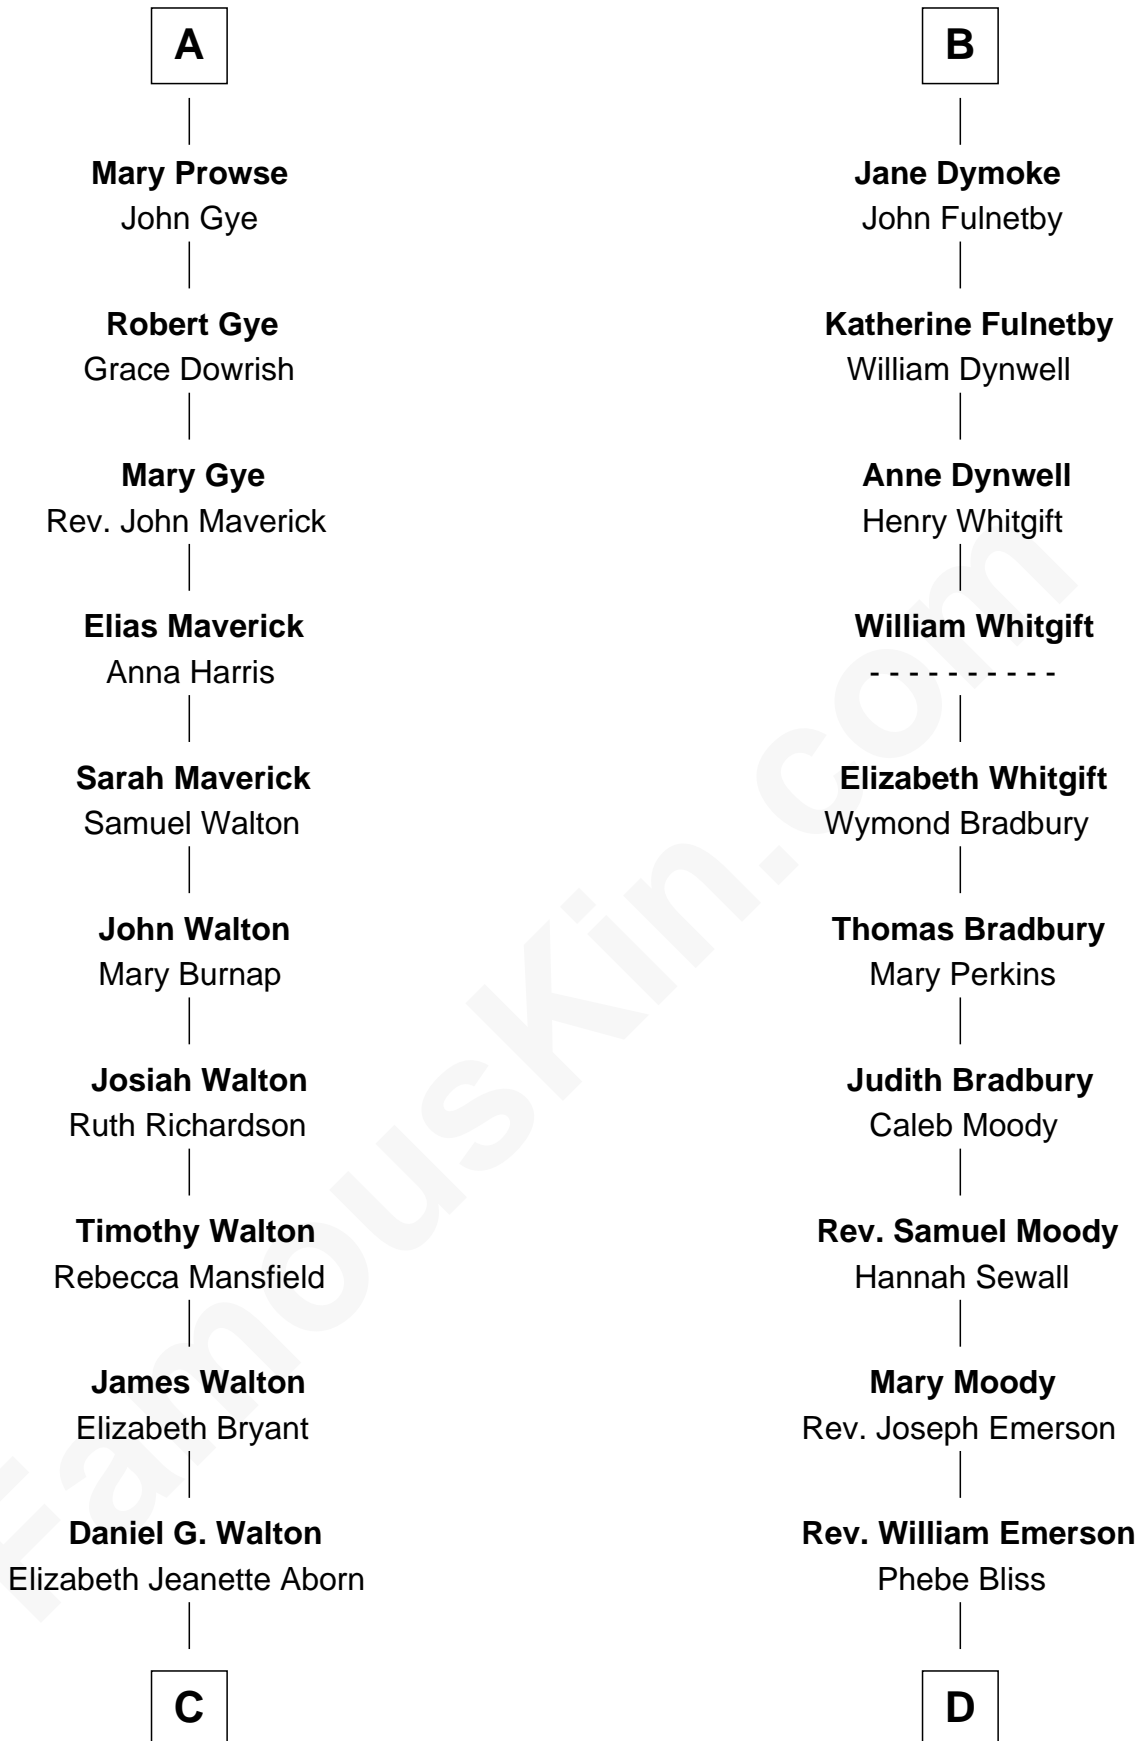 A
Mary Prowse
John Gye
Robert Gye
Grace Dowrish
Mary Gye
Rev. John Maverick
Elias Maverick
Anna Harris
Sarah Maverick
Samuel Walton
John Walton
Mary Burnap
Josiah Walton
Ruth Richardson
Timothy Walton
Rebecca Mansfield
James Walton
Elizabeth Bryant
Daniel G. Walton
Elizabeth Jeanette Aborn
C
B
Jane Dymoke
John Fulnetby
Katherine Fulnetby
William Dynwell
Anne Dynwell
Henry Whitgift
William Whitgift
- - - - - - - - - -
Elizabeth Whitgift
Wymond Bradbury
Thomas Bradbury
Mary Perkins
Judith Bradbury
Caleb Moody
Rev. Samuel Moody
Hannah Sewall
Mary Moody
Rev. Joseph Emerson
Rev. William Emerson
Phebe Bliss
D
FamousKin.com